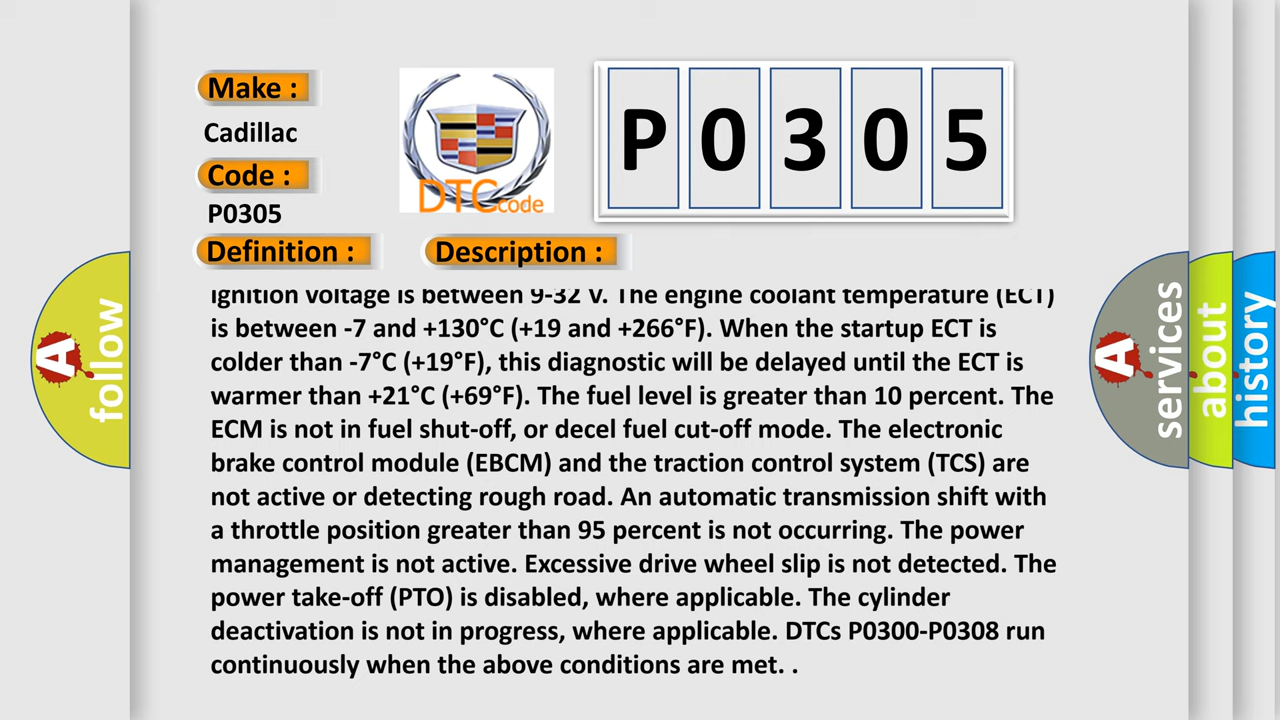 Make :
Cadillac
Code :
P0305
Definition :
Description :
DTCcode
P0305
Ignition voltage is between 9-32 V. The engine coolant temperature (ECT)
is between -7 and +130°C (+19 and +266°F). When the startup ECT is
colder than -7°C (+19°F), this diagnostic will be delayed until the ECT is
warmer than +21°C (+69°F). The fuel level is greater than 10 percent. The
ECM is not in fuel shut-off, or decel fuel cut-off mode. The electronic
brake control module (EBCM) and the traction control system (TCS) are
not active or detecting rough road. An automatic transmission shift with
a throttle position greater than 95 percent is not occurring. The power
management is not active. Excessive drive wheel slip is not detected. The
power take-off (PTO) is disabled, where applicable. The cylinder
deactivation is not in progress, where applicable. DTCs P0300-P0308 run
continuously when the above conditions are met. .
A
follow
A
services
about
history